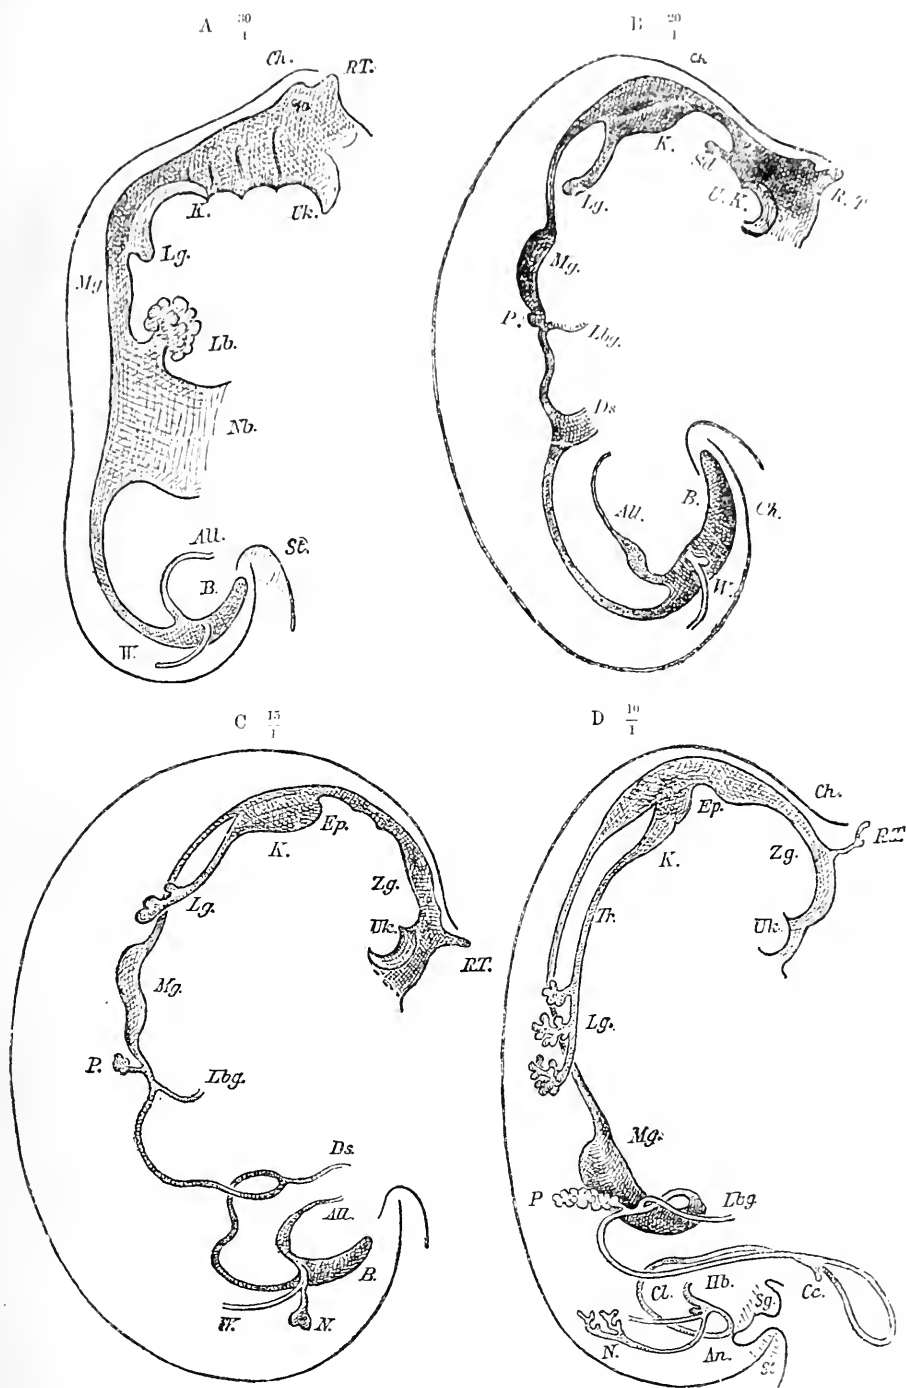 A 30/1
Ch.
RT.
K.
Uk.
Lg.
Mg
Lb.
Nb.
All.
St.
B.
W.
B 20/1
Ch
K.
Sd
Lg.
U.K.
R.T
Mg.
P.
Lbg.
Ds
B.
All.
Ch.
W.
C 15/1
Ep.
K.
Zg.
Lg.
Uk.
RT.
Mg.
P.
Lbg.
Ds.
All.
B.
W.
N.
D 10/1
Ep.
Ch.
K.
Zg.
RT.
Tr.
Uk.
Lg.
Mg.
P
Lbg
Cl.
Hb.
Sg.
Cc.
N.
An.
St